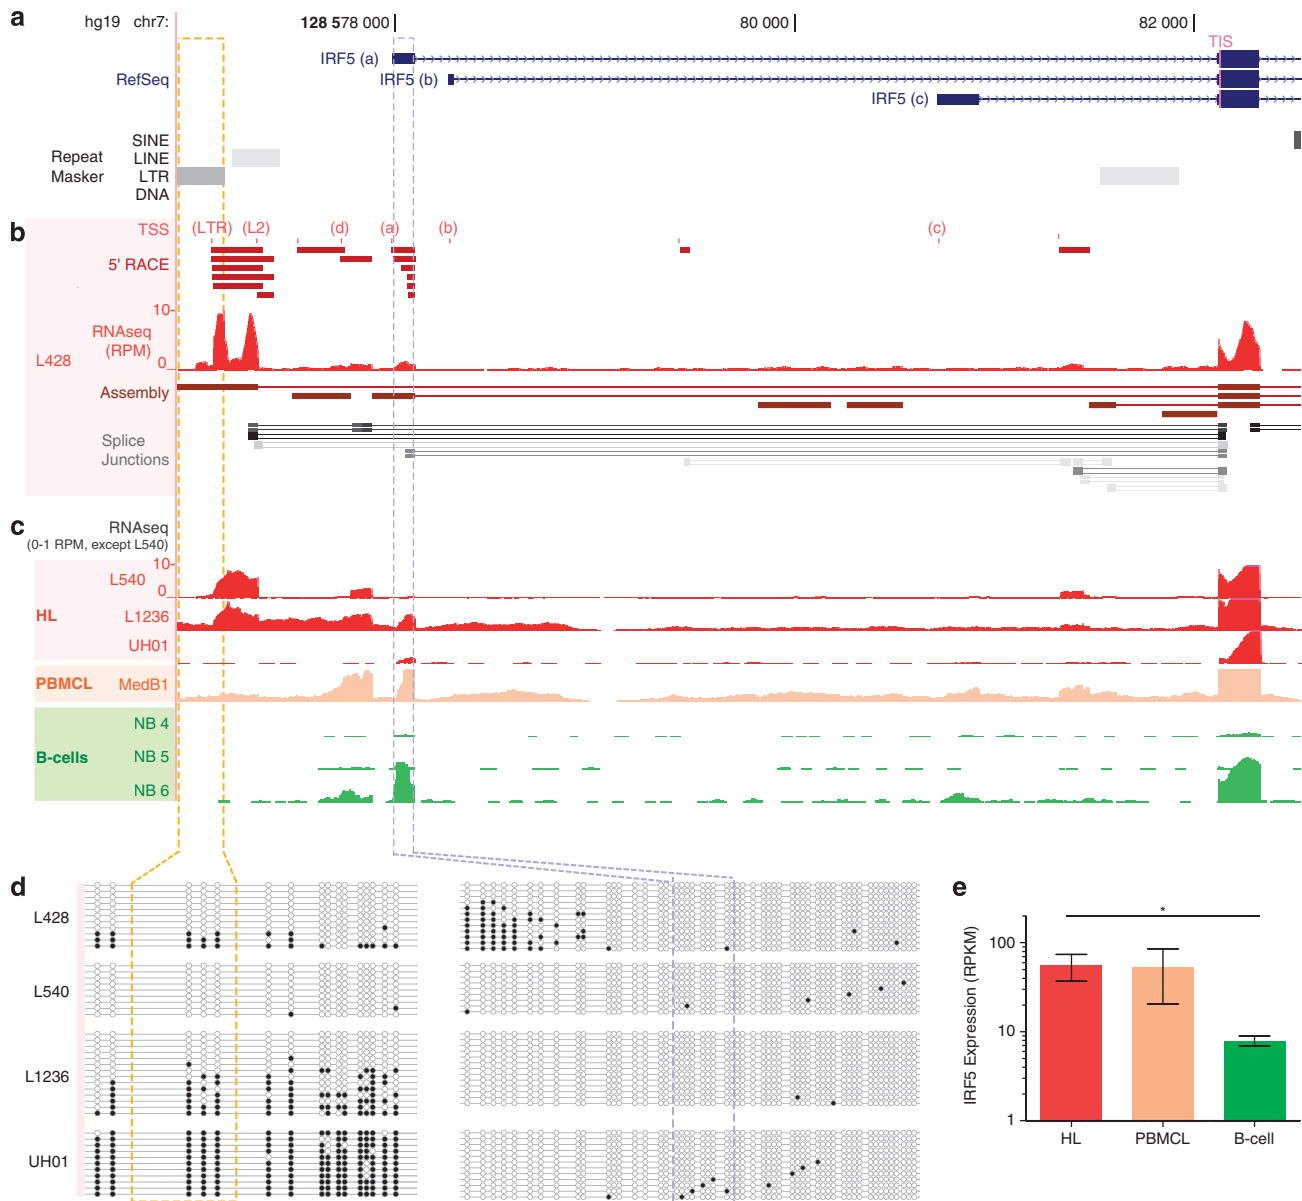 a
hg19 chr7: 128 578 000 80 000 82 000
TIS
IRF5 (a)
RefSeq IRF5 (b)
IRF5 (c)
SINE
Repeat LINE
Masker LTR
DNA
b TSS (LTR) (L2) (d) (a) (b) (c)
5' RACE
10
RNAseq
(RPM)
L428 0
Assembly
Splice
Junctions
c RNAseq
(0-1 RPM, except L540)
10
L540
0
HL L1236
UH01
PBMCL MedB1
NB 4
B-cells NB 5
NB 6
d
L428
L540
L1236
UH01
e
*
IRF5 Expression (RPKM)
100
10
1
HL PBMCL B-cell